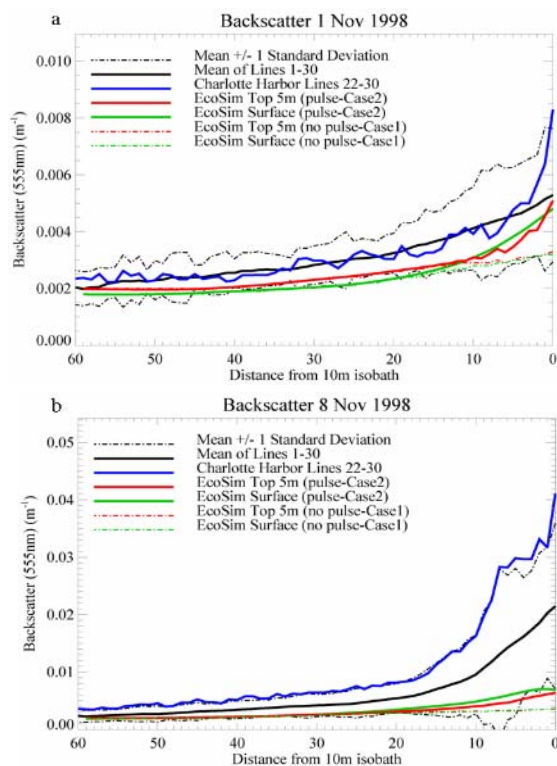 a
Backscatter 1 Nov 1998
0.010
0.008
0.006
0.004
0.002
0.000
Backscatter (555nm) (m⁻¹)
Mean +/- 1 Standard Deviation
Mean of Lines 1-30
Charlotte Harbor Lines 22-30
EcoSim Top 5m (pulse-Case2)
EcoSim Surface (pulse-Case2)
EcoSim Top 5m (no pulse-Case1)
EcoSim Surface (no pulse-Case1)
60 50 40 30 20 10 0
Distance from 10m isobath
b
Backscatter 8 Nov 1998
0.05
0.04
0.03
0.02
0.01
0.00
Backscatter (555nm) (m⁻¹)
Mean +/- 1 Standard Deviation
Mean of Lines 1-30
Charlotte Harbor Lines 22-30
EcoSim Top 5m (pulse-Case2)
EcoSim Surface (pulse-Case2)
EcoSim Top 5m (no pulse-Case1)
EcoSim Surface (no pulse-Case1)
60 50 40 30 20 10 0
Distance from 10m isobath